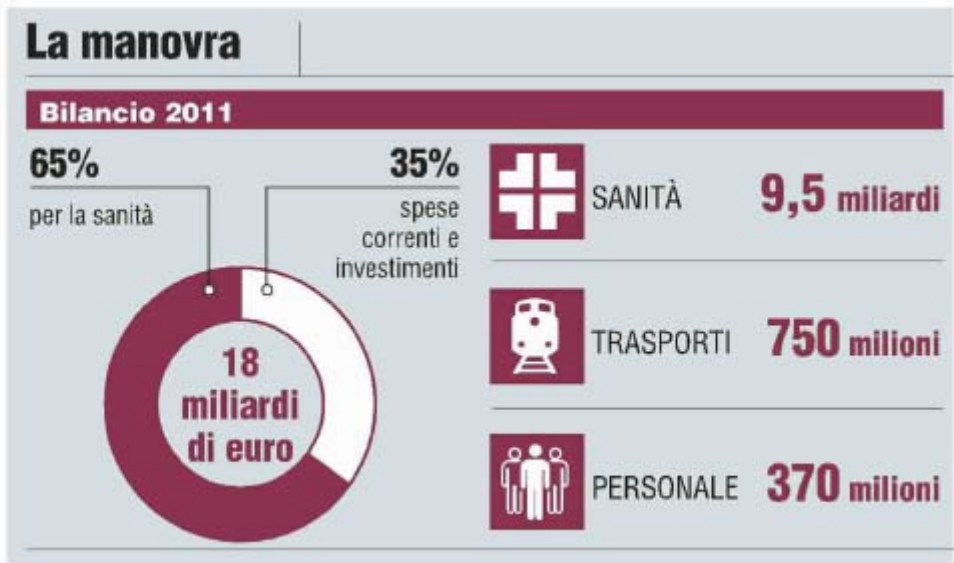 La manovra
Bilancio 2011
65%
per la sanità
35%
spese
correnti e
investimenti
18
miliardi
di euro
SANITÀ 9,5 miliardi
TRASPORTI 750 milioni
PERSONALE 370 milioni